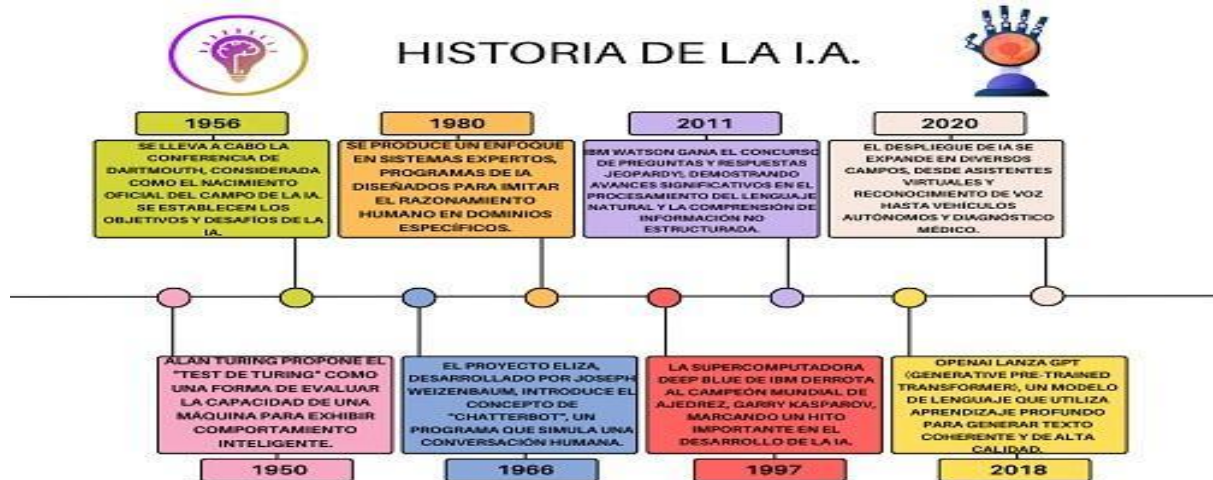 HISTORIA DE LA I.A.
1956
SE LLEVA A CABO LA
CONFERENCIA DE
DARTMOUTH, CONSIDERADA
COMO EL NACIMIENTO
OFICIAL DEL CAMPO DE LA IA.
SE ESTABLECEN LOS
OBJETIVOS Y DESAFÍOS DE LA
IA.
1980
SE PRODUCE UN ENFOQUE
EN SISTEMAS EXPERTOS,
PROGRAMAS DE IA
DISEÑADOS PARA IMITAR
EL RAZONAMIENTO
HUMANO EN DOMINIOS
ESPECÍFICOS.
2011
IBM WATSON GANA EL CONCURSO
DE PREGUNTAS Y RESPUESTAS
JEOPARDY!, DEMOSTRANDO
AVANCES SIGNIFICATIVOS EN EL
PROCESAMIENTO DEL LENGUAJE
NATURAL Y LA COMPRENSIÓN DE
INFORMACIÓN NO
ESTRUCTURADA.
2020
EL DESPLIEGUE DE IA SE
EXPANDE EN DIVERSOS
CAMPOS, DESDE ASISTENTES
VIRTUALES Y
RECONOCIMIENTO DE VOZ
HASTA VEHÍCULOS
AUTÓNOMOS Y DIAGNÓSTICO
MÉDICO.
ALAN TURING PROPONE EL
"TEST DE TURING" COMO
UNA FORMA DE EVALUAR
LA CAPACIDAD DE UNA
MÁQUINA PARA EXHIBIR
COMPORTAMIENTO
INTELIGENTE.
1950
EL PROYECTO ELIZA,
DESARROLLADO POR JOSEPH
WEIZENBAUM, INTRODUCE EL
CONCEPTO DE
"CHATTERBOT", UN
PROGRAMA QUE SIMULA UNA
CONVERSACIÓN HUMANA.
1966
LA SUPERCOMPUTADORA
DEEP BLUE DE IBM DERROTA
AL CAMPEÓN MUNDIAL DE
AJEDREZ, GARRY KASPAROV,
MARCANDO UN HITO
IMPORTANTE EN EL
DESARROLLO DE LA IA.
1997
OPENAI LANZA GPT
(GENERATIVE PRE-TRAINED
TRANSFORMER), UN MODELO
DE LENGUAJE QUE UTILIZA
APRENDIZAJE PROFUNDO
PARA GENERAR TEXTO
COHERENTE Y DE ALTA
CALIDAD.
2018